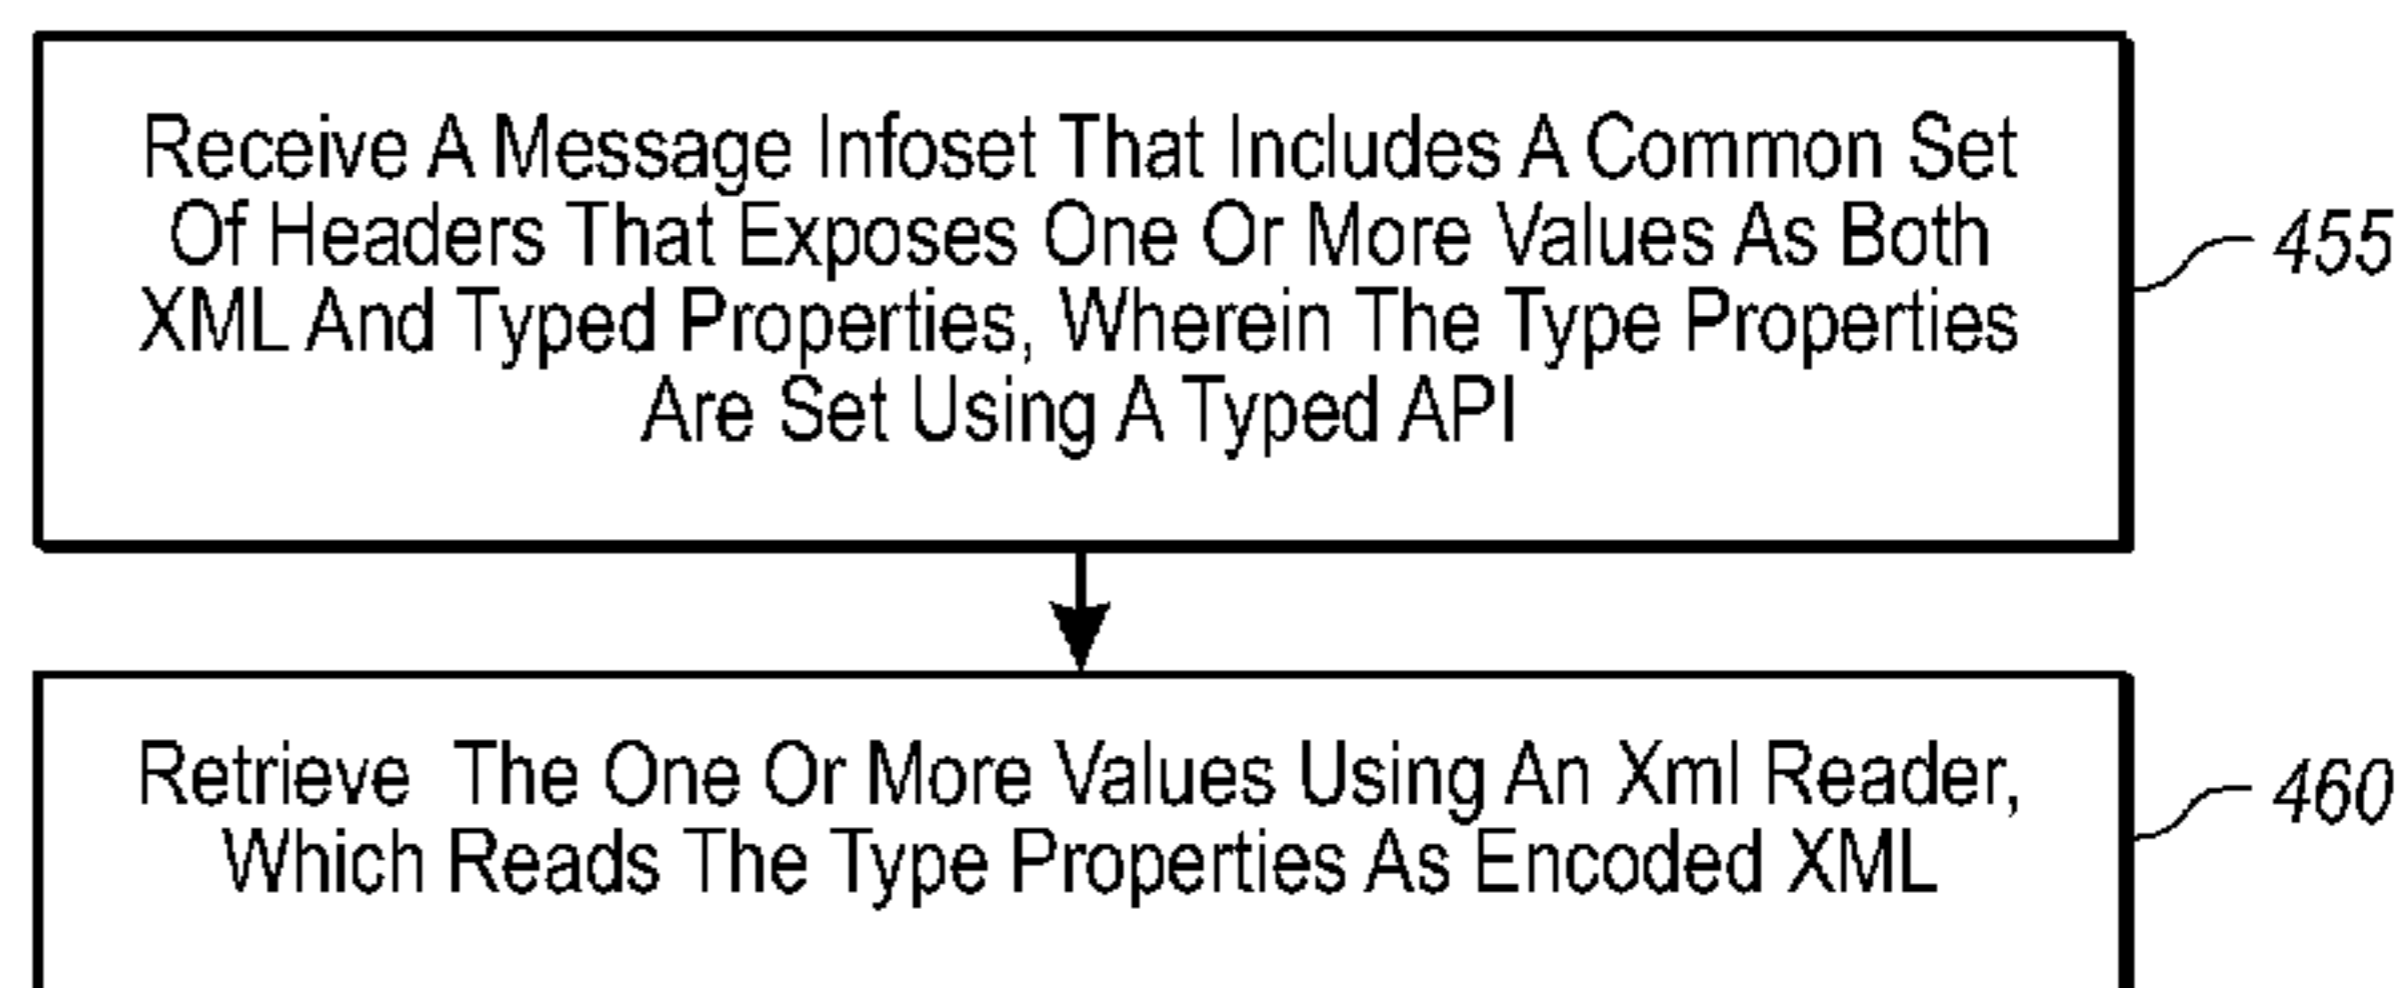 Receive A Message Infoset That Includes A Common Set
Of Headers That Exposes One Or More Values As Both
XML And Typed Properties, Wherein The Type Properties
Are Set Using A Typed API
455
Retrieve The One Or More Values Using An Xml Reader,
Which Reads The Type Properties As Encoded XML
460